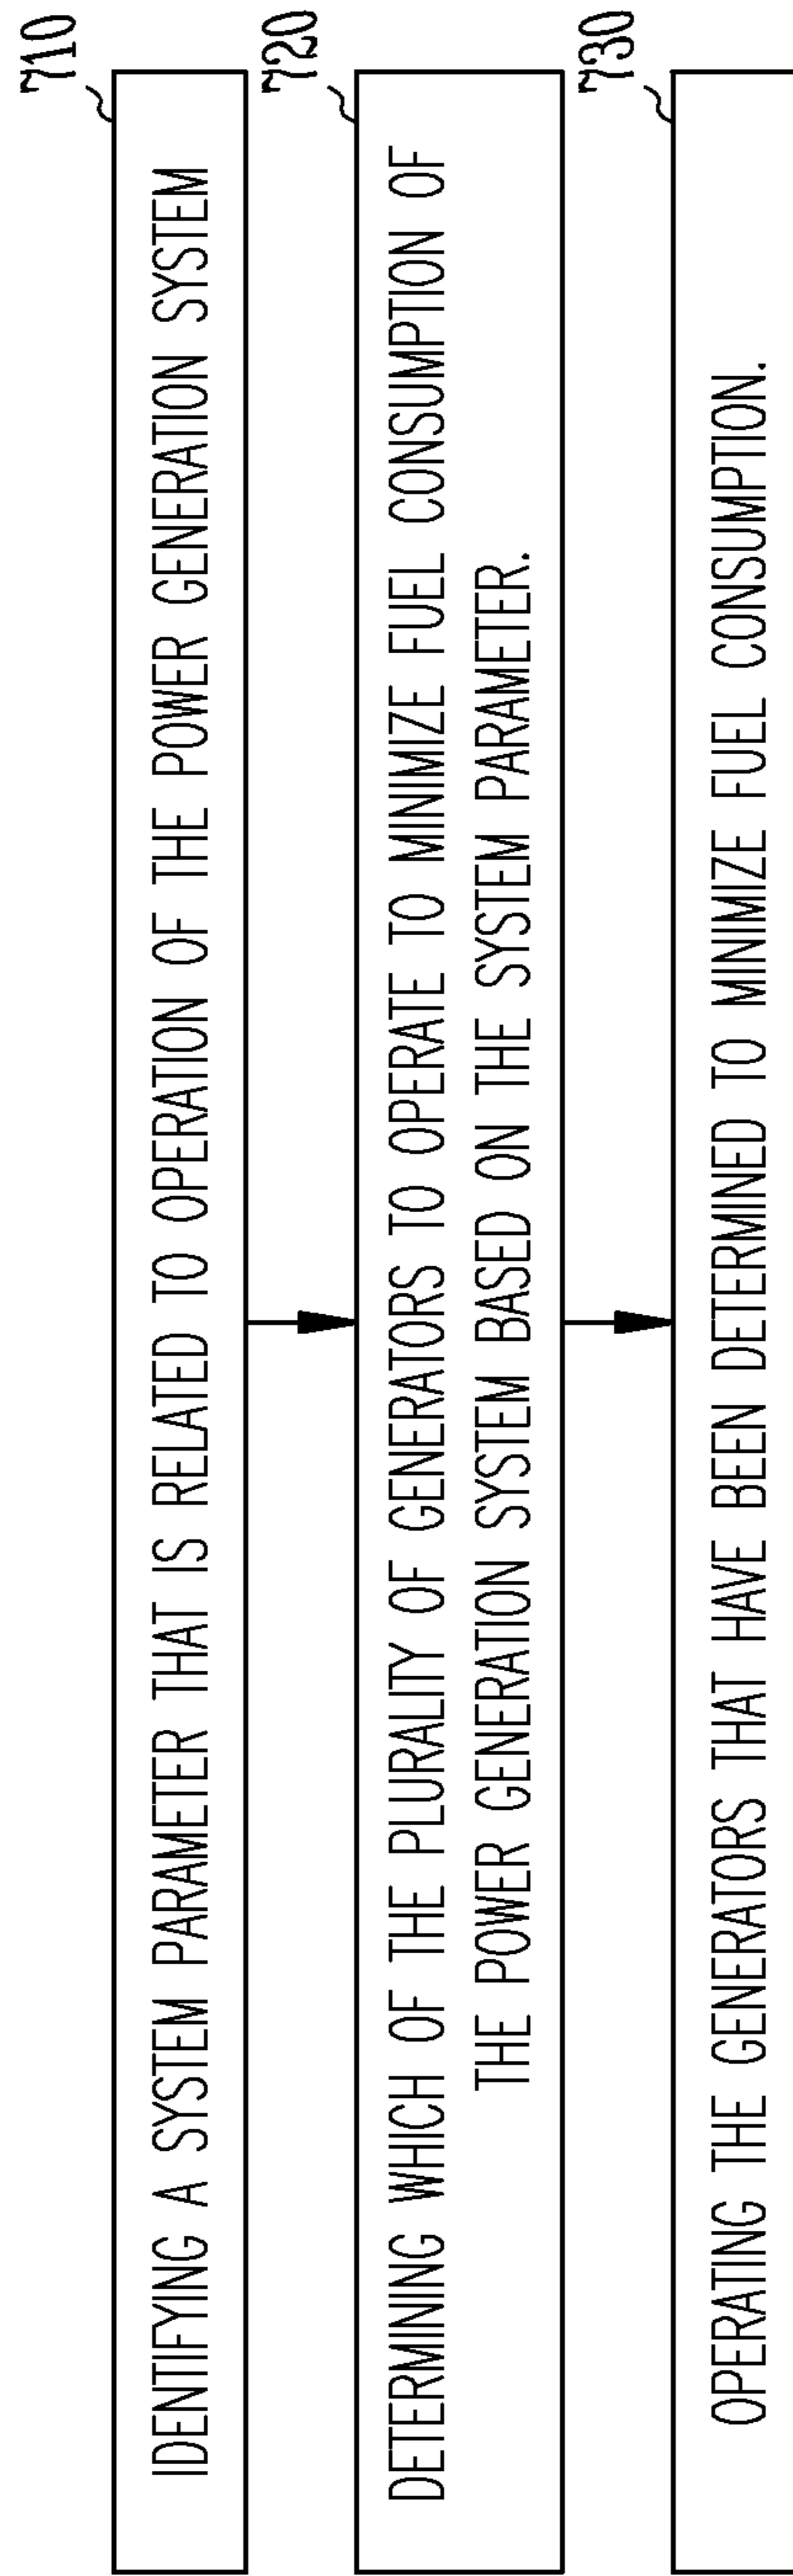 710
IDENTIFYING A SYSTEM PARAMETER THAT IS RELATED TO OPERATION OF THE POWER GENERATION SYSTEM
720
DETERMINING WHICH OF THE PLURALITY OF GENERATORS TO OPERATE TO MINIMIZE FUEL CONSUMPTION OF
THE POWER GENERATION SYSTEM BASED ON THE SYSTEM PARAMETER.
730
OPERATING THE GENERATORS THAT HAVE BEEN DETERMINED TO MINIMIZE FUEL CONSUMPTION.